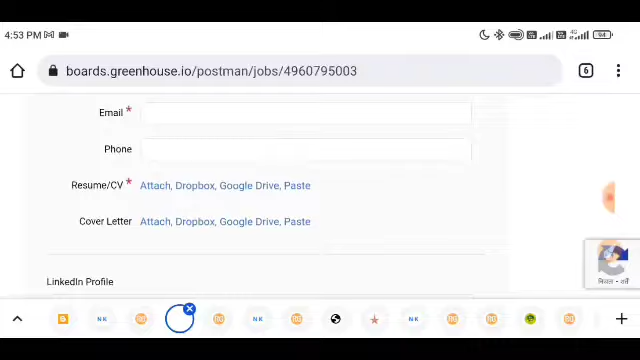 4:53 PM
94
boards.greenhouse.io/postman/jobs/4960795003
6
Email *
Phone
Resume/CV * Attach, Dropbox, Google Drive, Paste
Cover Letter Attach, Dropbox, Google Drive, Paste
LinkedIn Profile
NK
NK
NK